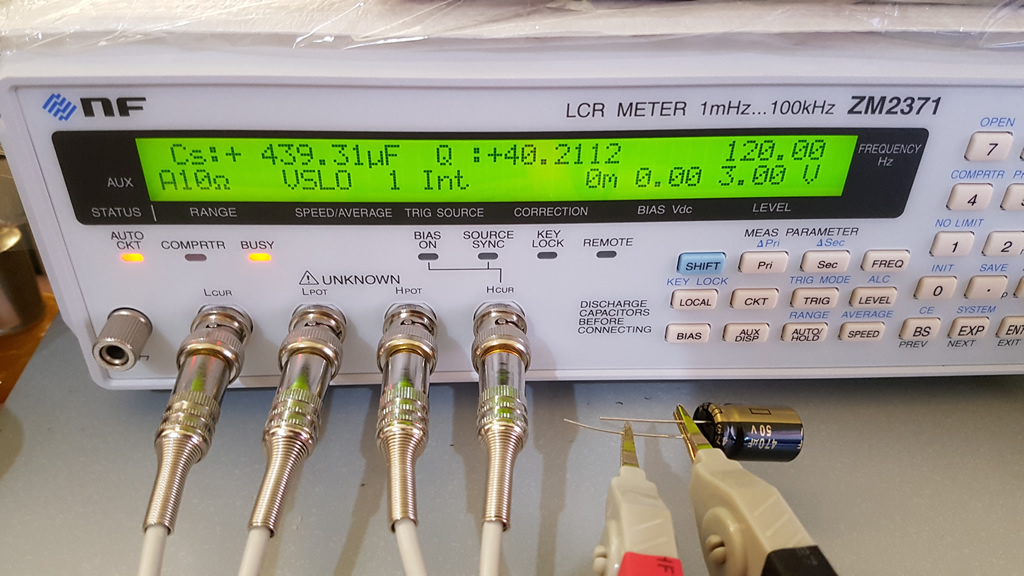 NF
LCR METER 1mHz...100kHz ZM2371
Cs:+ 439.31µF Q :+40.2112 120.00
A10Ω VSLO 1 Int 0m 0.00 3.00 V
FREQUENCY
Hz
AUX
STATUS RANGE SPEED/AVERAGE TRIG SOURCE CORRECTION BIAS Vdc LEVEL
AUTO
CKT
COMPRTR
BUSY
BIAS
ON
SOURCE
SYNC
KEY
LOCK
REMOTE
⚠ UNKNOWN
LCUR LPOT HPOT HCUR
DISCHARGE
CAPACITORS
BEFORE
CONNECTING
MEAS PARAMETER
ΔPri ΔSec
SHIFT Pri Sec FREQ
KEY LOCK TRIG MODE ALC
LOCAL CKT TRIG LEVEL
RANGE AVERAGE
BIAS AUX DISP AUTO/HOLD SPEED
OPEN
7
COMPRTR
4
NO LIMIT
1 2
INIT SAVE
0 .
CE SYSTEM
BS EXP
PREV NEXT EXIT
470µF
50V